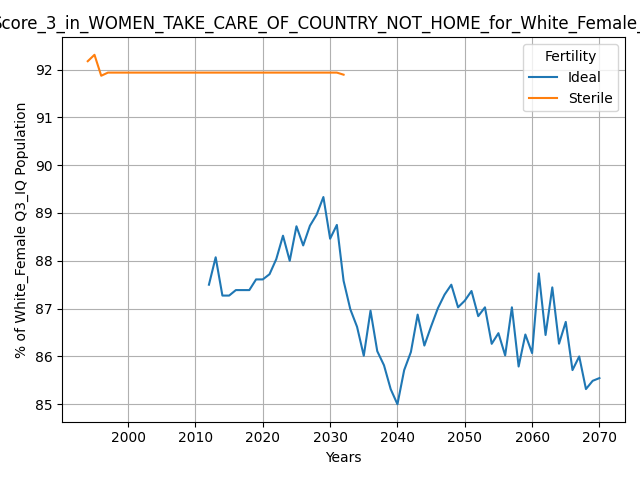 Score_3_in_WOMEN_TAKE_CARE_OF_COUNTRY_NOT_HOME_for_White_Female_
Fertility
Ideal
Sterile
% of White_Female Q3_IQ Population
92
91
90
89
88
87
86
85
2000 2010 2020 2030 2040 2050 2060 2070
Years